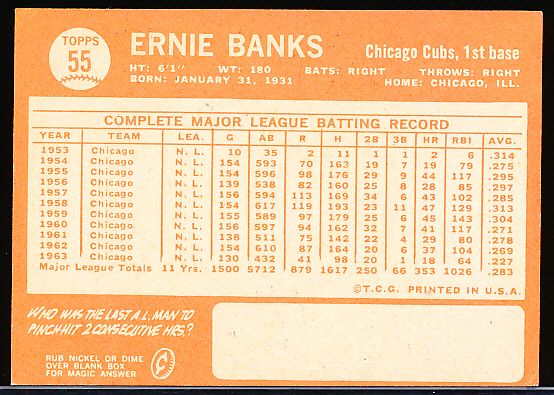 TOPPS
55
ERNIE BANKS
Chicago Cubs, 1st base
HT: 6'1" WT: 180 BATS: RIGHT THROWS: RIGHT
BORN: JANUARY 31, 1931 HOME: CHICAGO, ILL.
COMPLETE MAJOR LEAGUE BATTING RECORD
YEAR TEAM LEA. G AB R H 2B 3B HR RBI AVG.
1953 Chicago N. L. 10 35 2 11 1 1 2 6 .314
1954 Chicago N. L. 154 593 70 163 19 7 19 79 .275
1955 Chicago N. L. 154 596 98 176 29 9 44 117 .295
1956 Chicago N. L. 139 538 82 160 25 8 28 85 .297
1957 Chicago N. L. 156 594 113 169 34 6 43 102 .285
1958 Chicago N. L. 154 617 119 193 23 11 47 129 .313
1959 Chicago N. L. 155 589 97 179 25 6 45 143 .304
1960 Chicago N. L. 156 597 94 162 32 7 41 117 .271
1961 Chicago N. L. 138 511 75 142 22 4 29 80 .278
1962 Chicago N. L. 154 610 87 164 20 6 37 104 .269
1963 Chicago N. L. 130 432 41 98 20 1 18 64 .227
Major League Totals 11 Yrs. 1500 5712 879 1617 250 66 353 1026 .283
©T.C.G. PRINTED IN U.S.A.
WHO WAS THE LAST A.L. MAN TO
PINCH-HIT 2 CONSECUTIVE HRS.?
RUB NICKEL OR DIME
OVER BLANK BOX
FOR MAGIC ANSWER